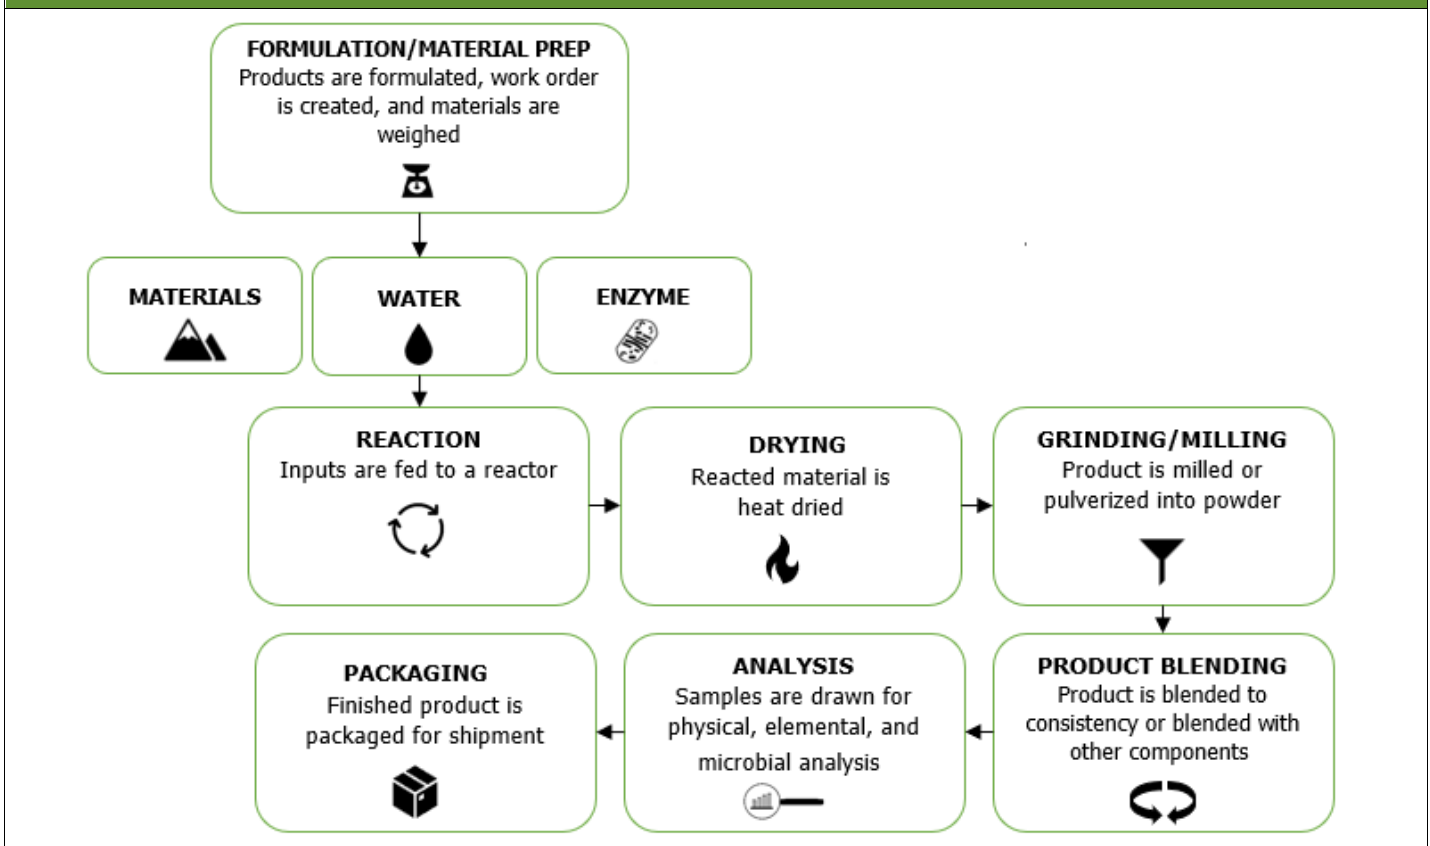 FORMULATION/MATERIAL PREP
Products are formulated, work order
is created, and materials are
weighed
MATERIALS
WATER
ENZYME
REACTION
Inputs are fed to a reactor
DRYING
Reacted material is
heat dried
GRINDING/MILLING
Product is milled or
pulverized into powder
PRODUCT BLENDING
Product is blended to
consistency or blended with
other components
ANALYSIS
Samples are drawn for
physical, elemental, and
microbial analysis
PACKAGING
Finished product is
packaged for shipment